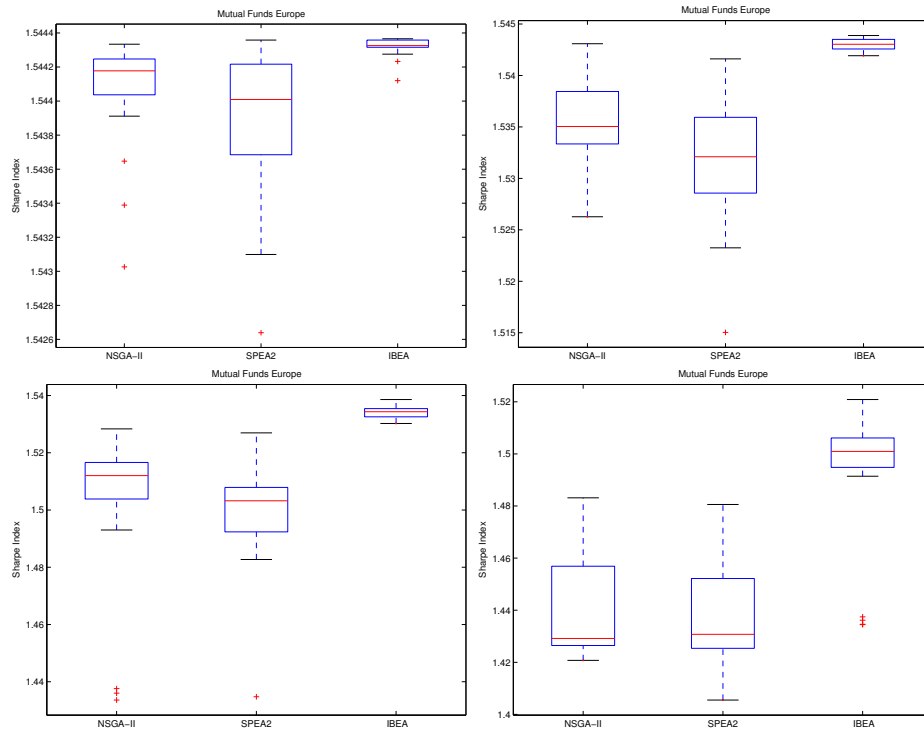 Mutual Funds Europe
1.5444
1.5442
1.544
1.5438
1.5436
1.5434
1.5432
1.543
1.5428
1.5426
Sharpe Index
NSGA-II
SPEA2
IBEA
Mutual Funds Europe
1.545
1.54
1.535
1.53
1.525
1.52
1.515
Sharpe Index
NSGA-II
SPEA2
IBEA
Mutual Funds Europe
1.54
1.52
1.5
1.48
1.46
1.44
Sharpe Index
NSGA-II
SPEA2
IBEA
Mutual Funds Europe
1.52
1.5
1.48
1.46
1.44
1.42
1.4
Sharpe Index
NSGA-II
SPEA2
IBEA